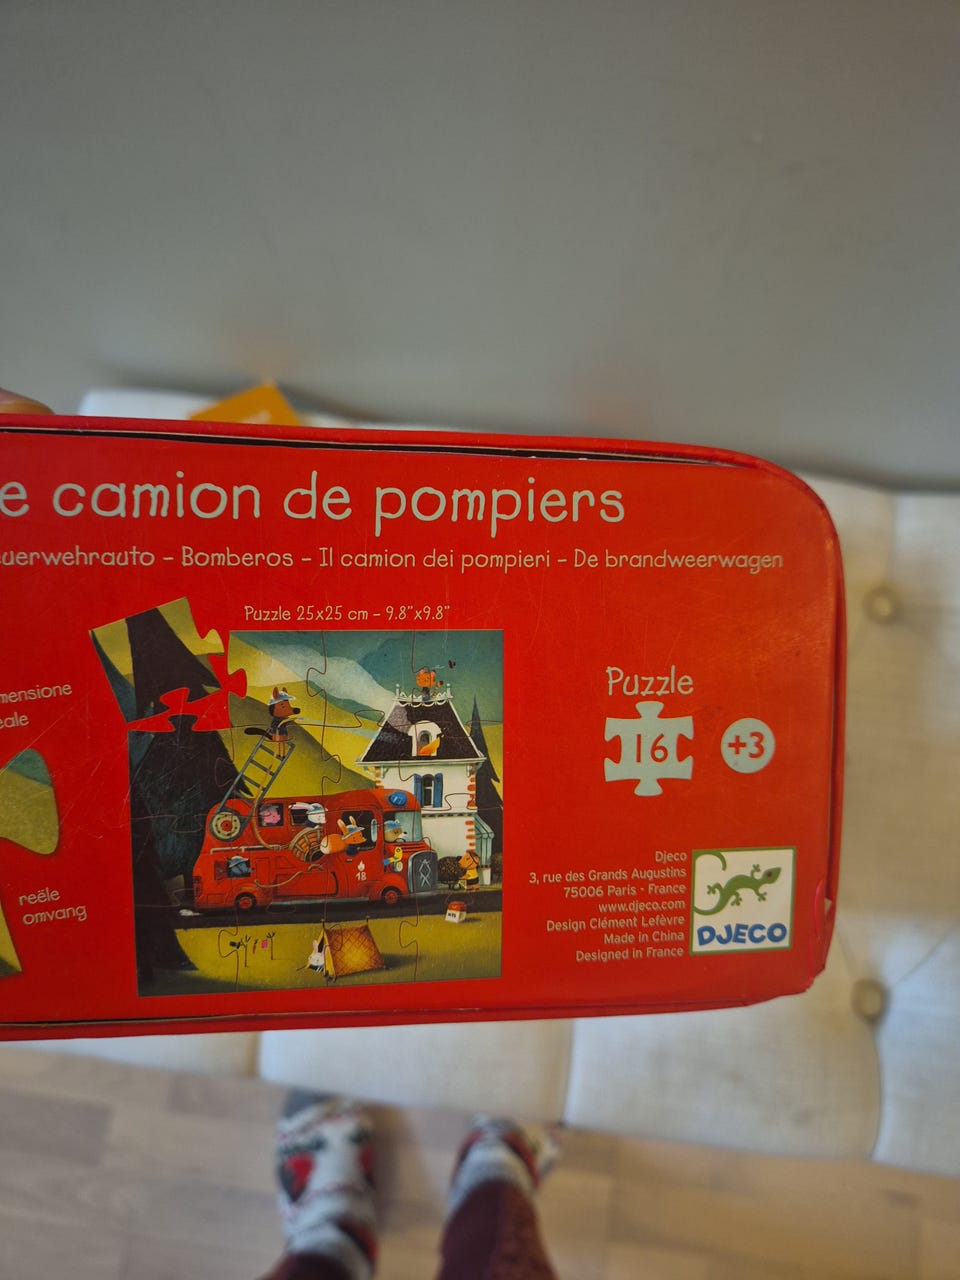 e camion de pompiers
uerwehrauto – Bomberos – Il camion dei pompieri – De brandweerwagen
Puzzle 25x25 cm – 9.8"x9.8"
mensione
eale
reële
omvang
18
Puzzle
16
+3
Djeco
3, rue des Grands Augustins
75006 Paris - France
www.djeco.com
Design Clément Lefèvre
Made in China
Designed in France
DJECO